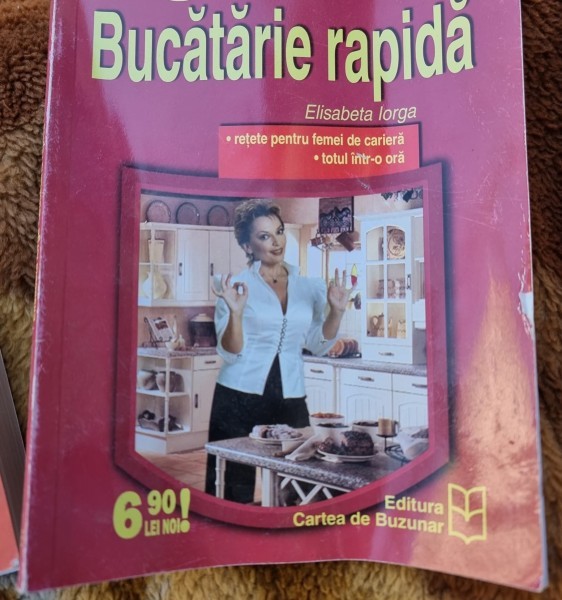 Bucătărie rapidă
Elisabeta Iorga
• rețete pentru femei de carieră
• totul într-o oră
6 90 LEI NOI!
Editura
Cartea de Buzunar